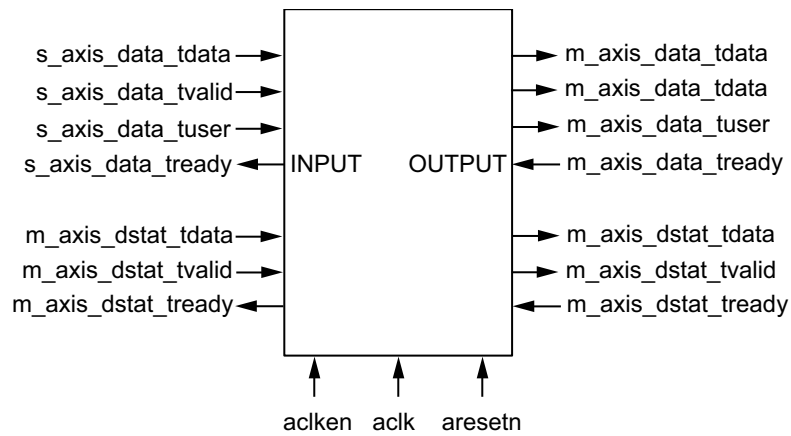 s_axis_data_tdata
s_axis_data_tvalid
s_axis_data_tuser
s_axis_data_tready
m_axis_dstat_tdata
m_axis_dstat_tvalid
m_axis_dstat_tready
INPUT
OUTPUT
m_axis_data_tdata
m_axis_data_tdata
m_axis_data_tuser
m_axis_data_tready
m_axis_dstat_tdata
m_axis_dstat_tvalid
m_axis_dstat_tready
aclken
aclk
aresetn